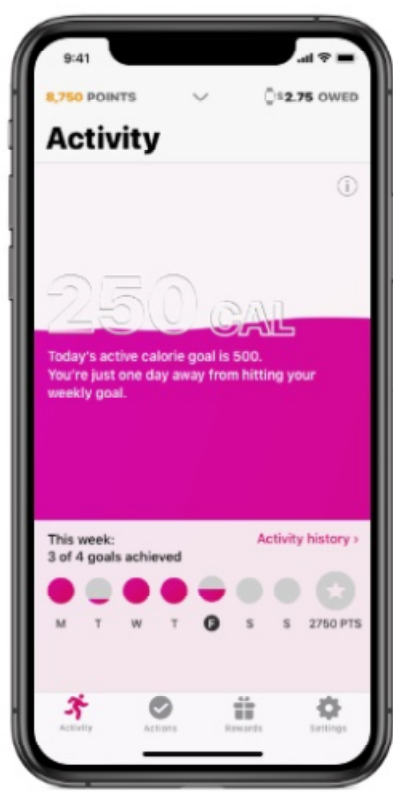 9:41
8,750 POINTS
$2.75 OWED
Activity
250 CAL
Today's active calorie goal is 500.
You're just one day away from hitting your
weekly goal.
This week:
Activity history ›
3 of 4 goals achieved
M T W T F S S 2750 PTS
Activity Actions Rewards Settings